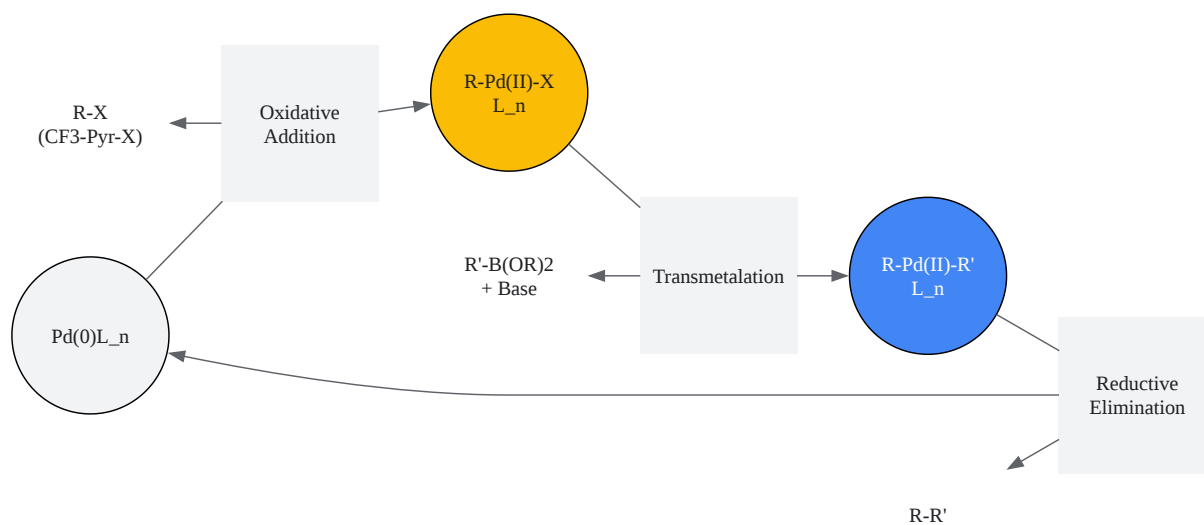 R-Pd(II)-X
L_n
R-X
(CF3-Pyr-X)
Oxidative
Addition
R'-B(OR)2
+ Base
Transmetalation
R-Pd(II)-R'
L_n
Pd(0)L_n
Reductive
Elimination
R-R'